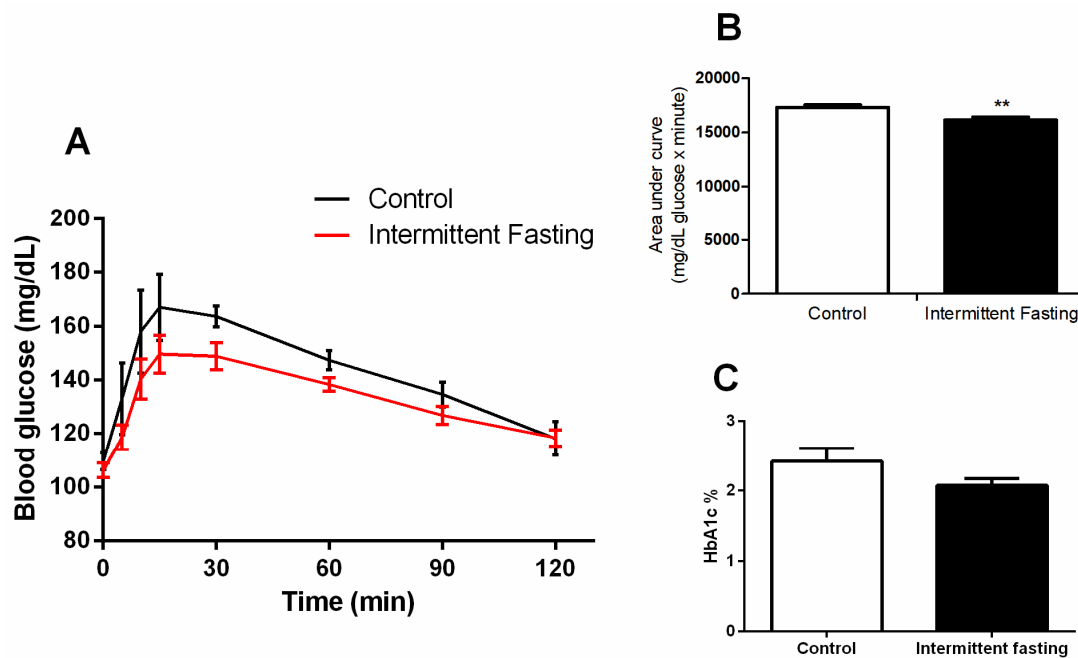 A
Control
Intermittent Fasting
Blood glucose (mg/dL)
200
180
160
140
120
100
80
0
30
60
90
120
Time (min)
B
Area under curve
(mg/dL glucose x minute)
20000
15000
10000
5000
0
**
Control
Intermittent Fasting
C
HbA1c %
3
2
1
0
Control
Intermittent fasting